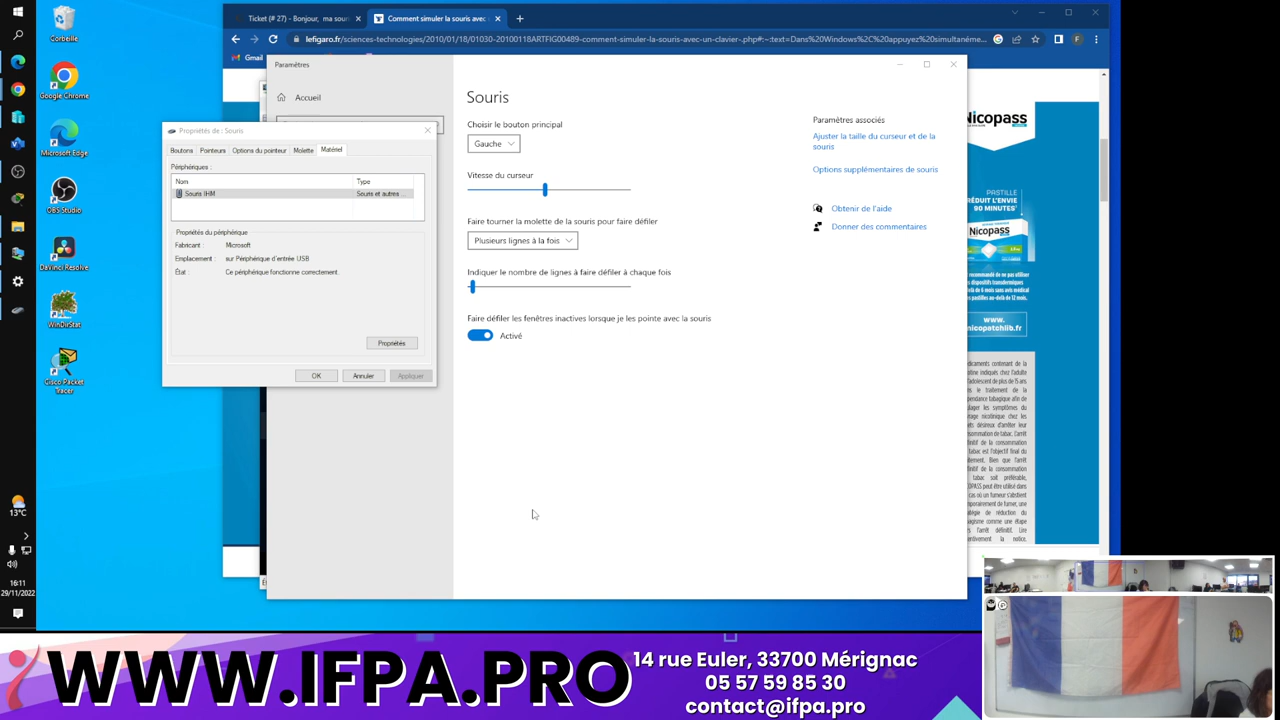 Corbeille
Google Chrome
Microsoft Edge
OBS Studio
DaVinci Resolve
WinDirStat
Cisco Packet
Tracer
13°C
16:11
29/11/2022
Ticket (# 27) - Bonjour, ma sour
Comment simuler la souris avec
lefigaro.fr/sciences-technologies/2010/01/18/01030-20100118ARTFIG00489-comment-simuler-la-souris-avec-un-clavier-.php#:~:text=Dans%20Windows%2C%20appuyez%20simultanéme...
Gmail
Paramètres
Accueil
Propriétés de : Souris
Boutons
Pointeurs
Options du pointeur
Molette
Matériel
Périphériques :
Nom
Type
Souris IHM
Souris et autres ...
Propriétés du périphérique
Fabricant :
Microsoft
Emplacement :
sur Périphérique d'entrée USB
État :
Ce périphérique fonctionne correctement.
Propriétés
OK
Annuler
Appliquer
Souris
Choisir le bouton principal
Gauche
Vitesse du curseur
Faire tourner la molette de la souris pour faire défiler
Plusieurs lignes à la fois
Indiquer le nombre de lignes à faire défiler à chaque fois
Faire défiler les fenêtres inactives lorsque je les pointe avec la souris
Activé
Paramètres associés
Ajuster la taille du curseur et de la
souris
Options supplémentaires de souris
Obtenir de l'aide
Donner des commentaires
Nicopass
PASTILLE
RÉDUIT L'ENVIE
90 MINUTES
Nicopass
www.
nicopatchlib.fr
WWW.IFPA.PRO
14 rue Euler, 33700 Mérignac
05 57 59 85 30
contact@ifpa.pro